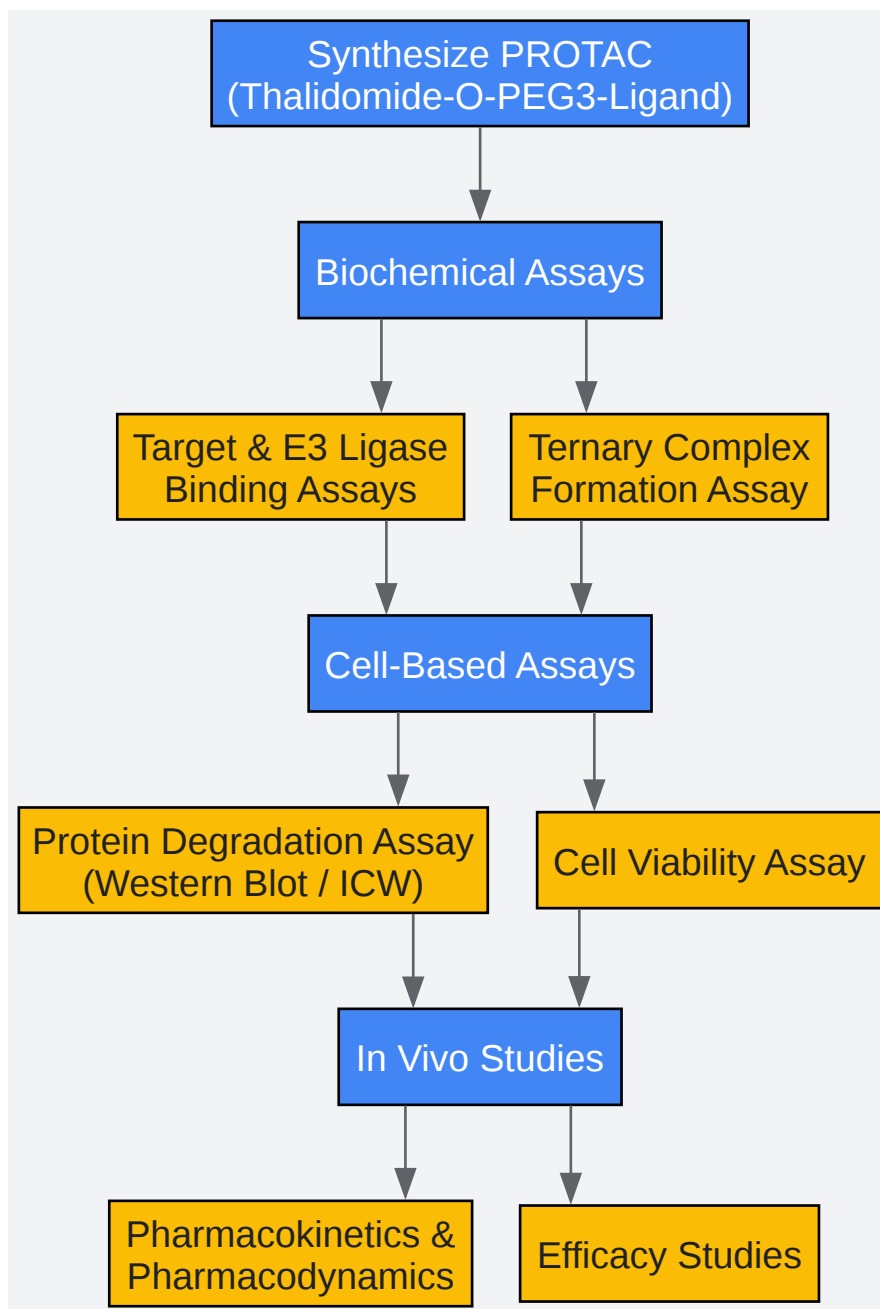 Synthesize PROTAC
(Thalidomide-O-PEG3-Ligand)
Biochemical Assays
Target & E3 Ligase
Binding Assays
Ternary Complex
Formation Assay
Cell-Based Assays
Protein Degradation Assay
(Western Blot / ICW)
Cell Viability Assay
In Vivo Studies
Pharmacokinetics &
Pharmacodynamics
Efficacy Studies